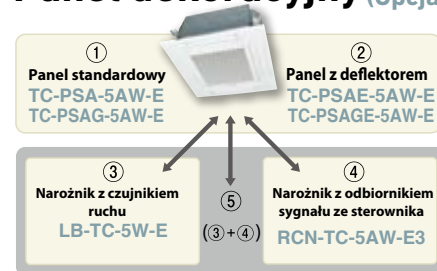 Panel dekoracyjny (Opcja
①
Panel standardowy
TC-PSA-5AW-E
TC-PSAG-5AW-E
②
Panel z deflektorem
TC-PSAE-5AW-E
TC-PSAGE-5AW-E
③
Narożnik z czujnikiem
ruchu
LB-TC-5W-E
⑤
(③+④)
④
Narożnik z odbiornikiem
sygnału ze sterownika
RCN-TC-5AW-E3